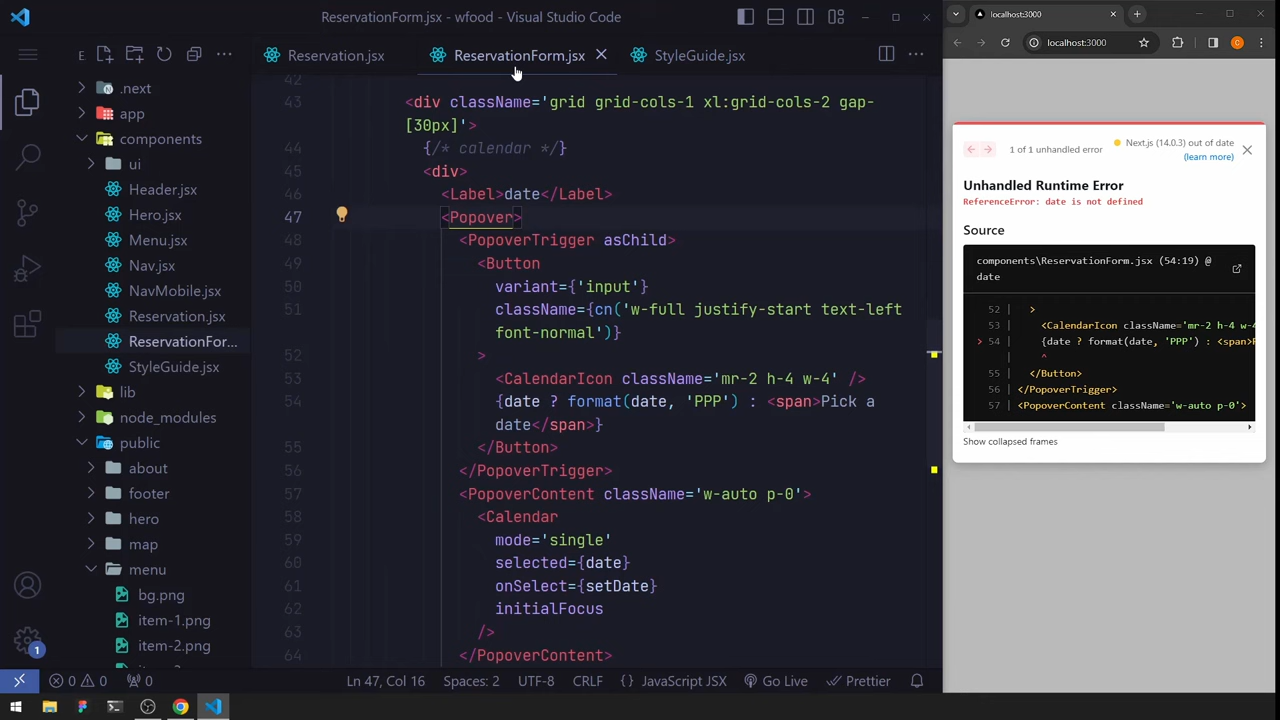 ReservationForm.jsx - wfood - Visual Studio Code
E
.next
app
components
ui
Header.jsx
Hero.jsx
Menu.jsx
Nav.jsx
NavMobile.jsx
Reservation.jsx
ReservationFor...
StyleGuide.jsx
lib
node_modules
public
about
footer
hero
map
menu
bg.png
item-1.png
item-2.png
Reservation.jsx
ReservationForm.jsx
StyleGuide.jsx
42
43 <div className='grid grid-cols-1 xl:grid-cols-2 gap-
[30px]'>
44 {/* calendar */}
45 <div>
46 <Label>date</Label>
47 <Popover>
48 <PopoverTrigger asChild>
49 <Button
50 variant={'input'}
51 className={cn('w-full justify-start text-left
font-normal')}
52 >
53 <CalendarIcon className='mr-2 h-4 w-4' />
54 {date ? format(date, 'PPP') : <span>Pick a
date</span>}
55 </Button>
56 </PopoverTrigger>
57 <PopoverContent className='w-auto p-0'>
58 <Calendar
59 mode='single'
60 selected={date}
61 onSelect={setDate}
62 initialFocus
63 />
64 </PopoverContent>
localhost:3000
localhost:3000
C
1 of 1 unhandled error
Next.js (14.0.3) out of date
(learn more)
Unhandled Runtime Error
ReferenceError: date is not defined
Source
components\ReservationForm.jsx (54:19) @
date
52 | >
53 | <CalendarIcon className='mr-2 h-4 w-4
> 54 | {date ? format(date, 'PPP') : <span>P
| ^
55 | </Button>
56 | </PopoverTrigger>
57 | <PopoverContent className='w-auto p-0'>
Show collapsed frames
1
0 0 0
Ln 47, Col 16
Spaces: 2
UTF-8
CRLF
{} JavaScript JSX
Go Live
Prettier